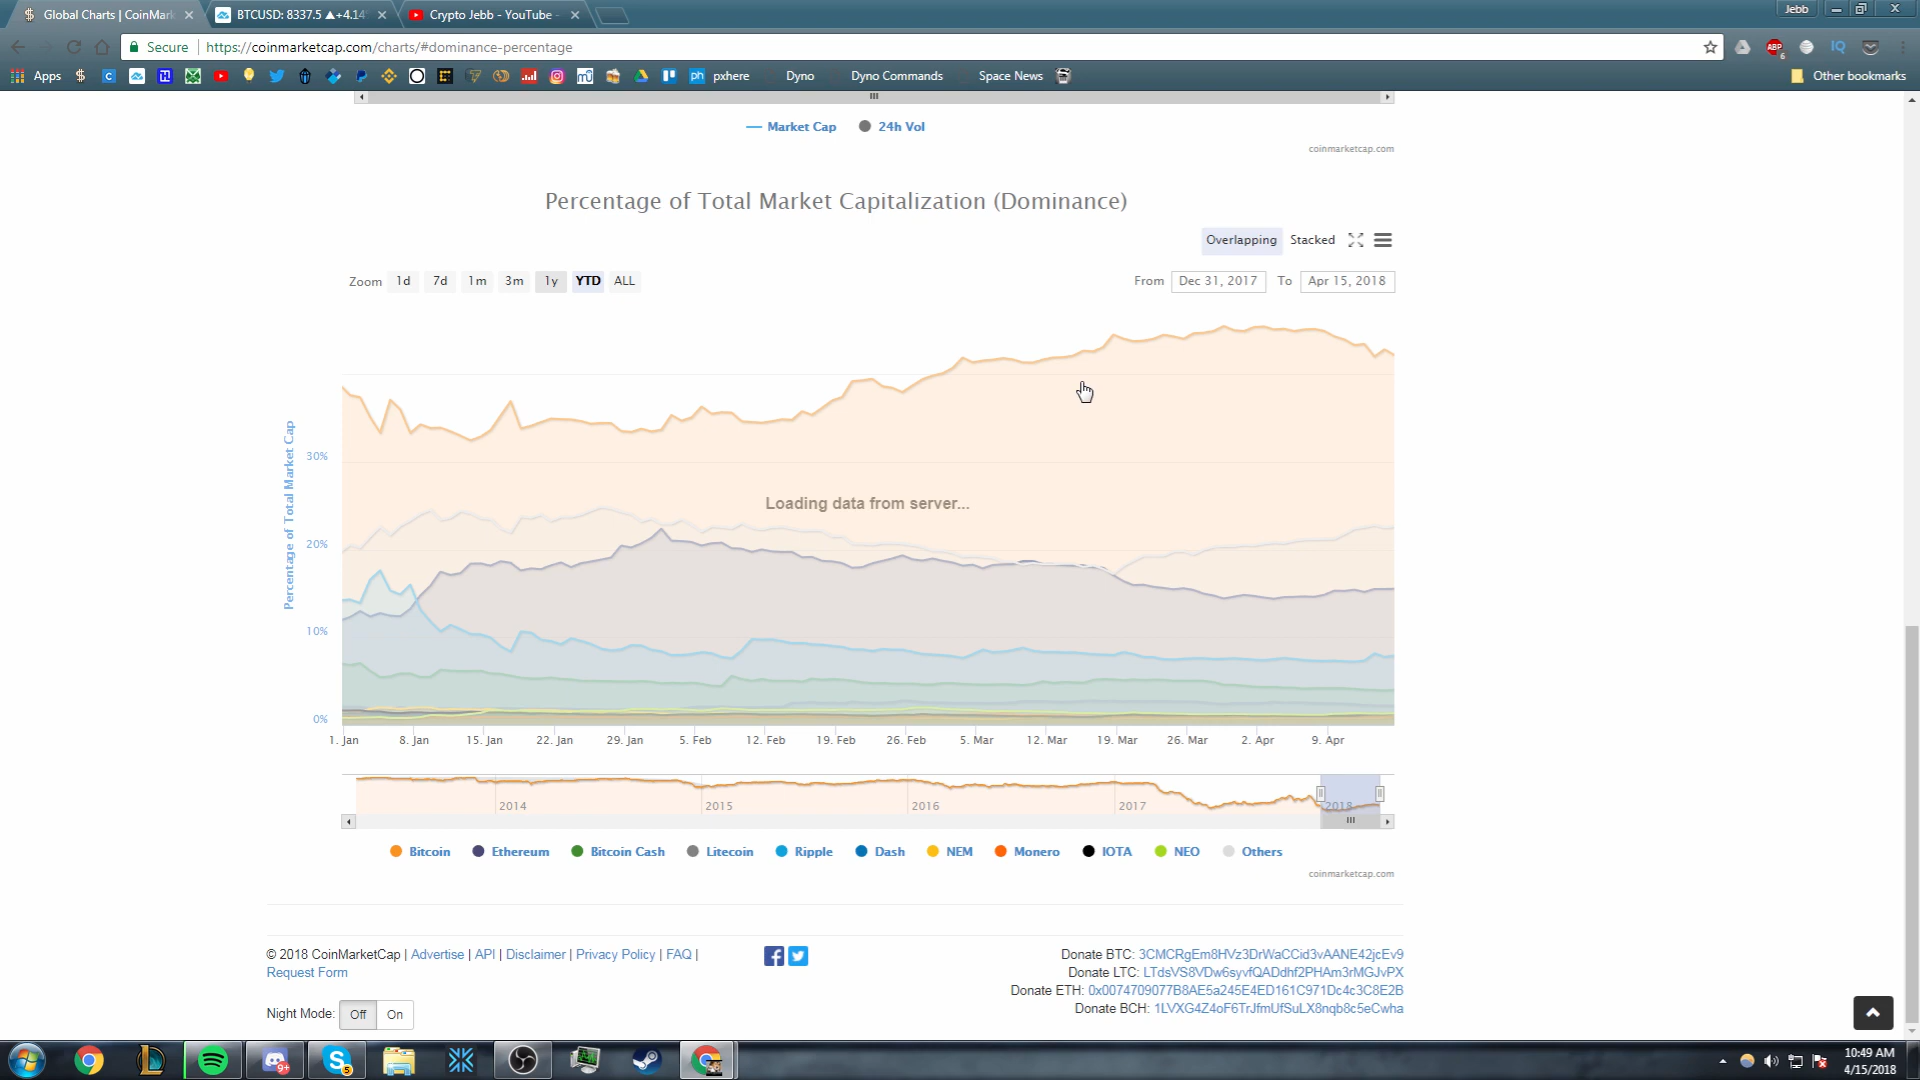 Global Charts | CoinMark
BTCUSD: 8337.5 ▲+4.14
Crypto Jebb - YouTube
Jebb
Secure
https://coinmarketcap.com/charts/#dominance-percentage
ABP
6
IQ
Apps
pxhere
Dyno
Dyno Commands
Space News
Other bookmarks
Market Cap
24h Vol
coinmarketcap.com
Percentage of Total Market Capitalization (Dominance)
Overlapping
Stacked
Zoom
1d
7d
1m
3m
1y
YTD
ALL
From
Dec 31, 2017
To
Apr 15, 2018
Percentage of Total Market Cap
30%
20%
10%
0%
Loading data from server...
1. Jan
8. Jan
15. Jan
22. Jan
29. Jan
5. Feb
12. Feb
19. Feb
26. Feb
5. Mar
12. Mar
19. Mar
26. Mar
2. Apr
9. Apr
2014
2015
2016
2017
2018
Bitcoin
Ethereum
Bitcoin Cash
Litecoin
Ripple
Dash
NEM
Monero
IOTA
NEO
Others
coinmarketcap.com
© 2018 CoinMarketCap | Advertise | API | Disclaimer | Privacy Policy | FAQ |
Request Form
Donate BTC: 3CMCRgEm8HVz3DrWaCCid3vAANE42jcEv9
Donate LTC: LTdsVS8VDw6syvfQADdhf2PHAm3rMGJvPX
Donate ETH: 0x0074709077B8AE5a245E4ED161C971Dc4c3C8E2B
Donate BCH: 1LVXG4Z4oF6TrJfmUfSuLX8nqb8c5eCwha
Night Mode:
Off
On
9+
5
10:49 AM
4/15/2018